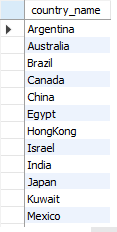 country_name
Argentina
Australia
Brazil
Canada
China
Egypt
HongKong
Israel
India
Japan
Kuwait
Mexico